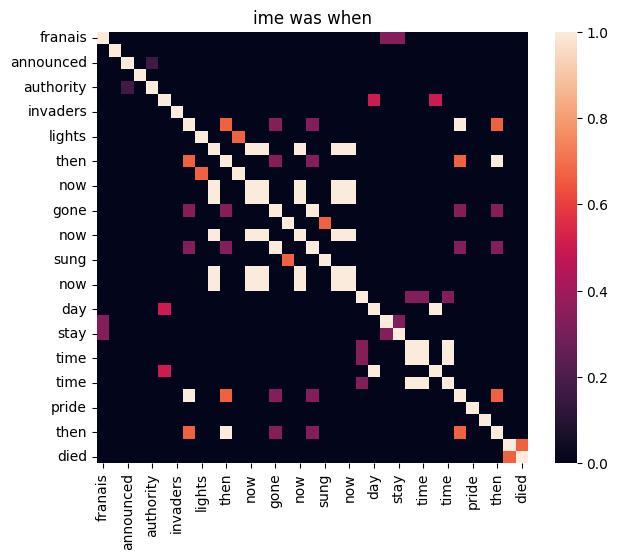 ime was when
franais
announced
authority
invaders
lights
then
now
gone
now
sung
now
day
stay
time
time
pride
then
died
1.0
0.8
0.6
0.4
0.2
0.0
franais
announced
authority
invaders
lights
then
now
gone
now
sung
now
day
stay
time
time
pride
then
died